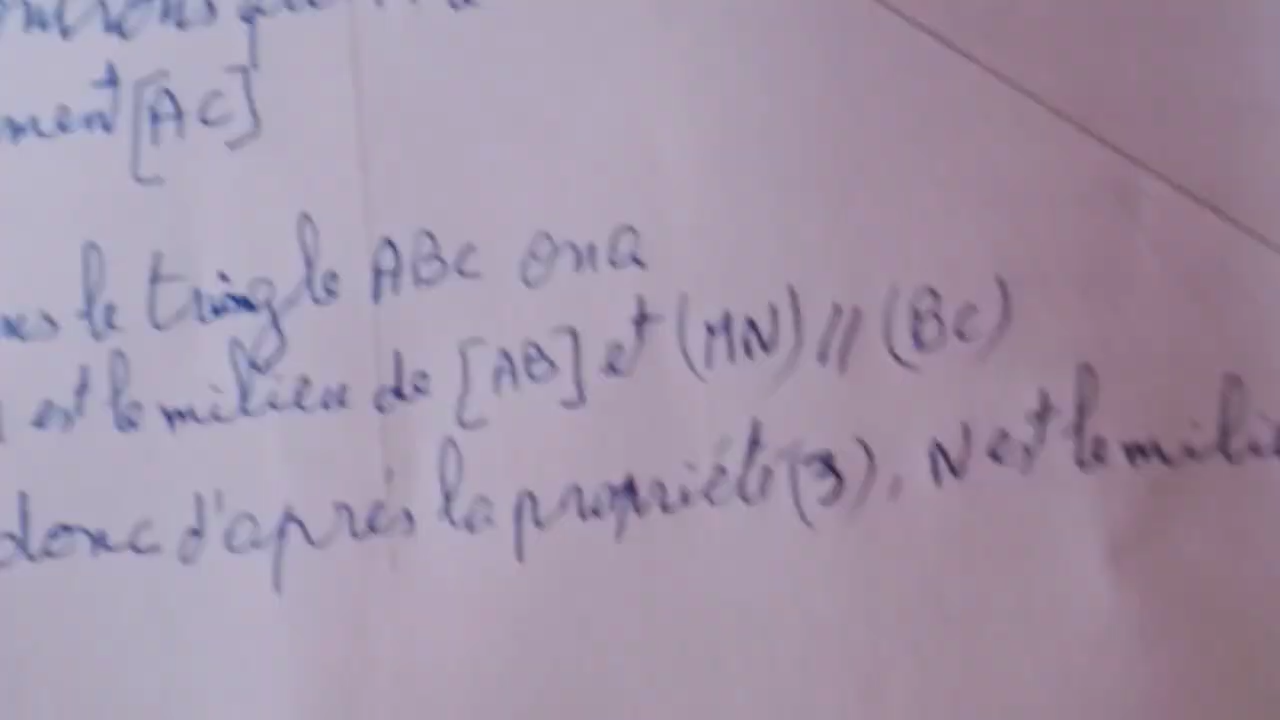 ment [AC]
le triangle ABC on a
est le milieu de [AB] et (MN) // (BC)
donc d'après la propriété (3), N est le mili